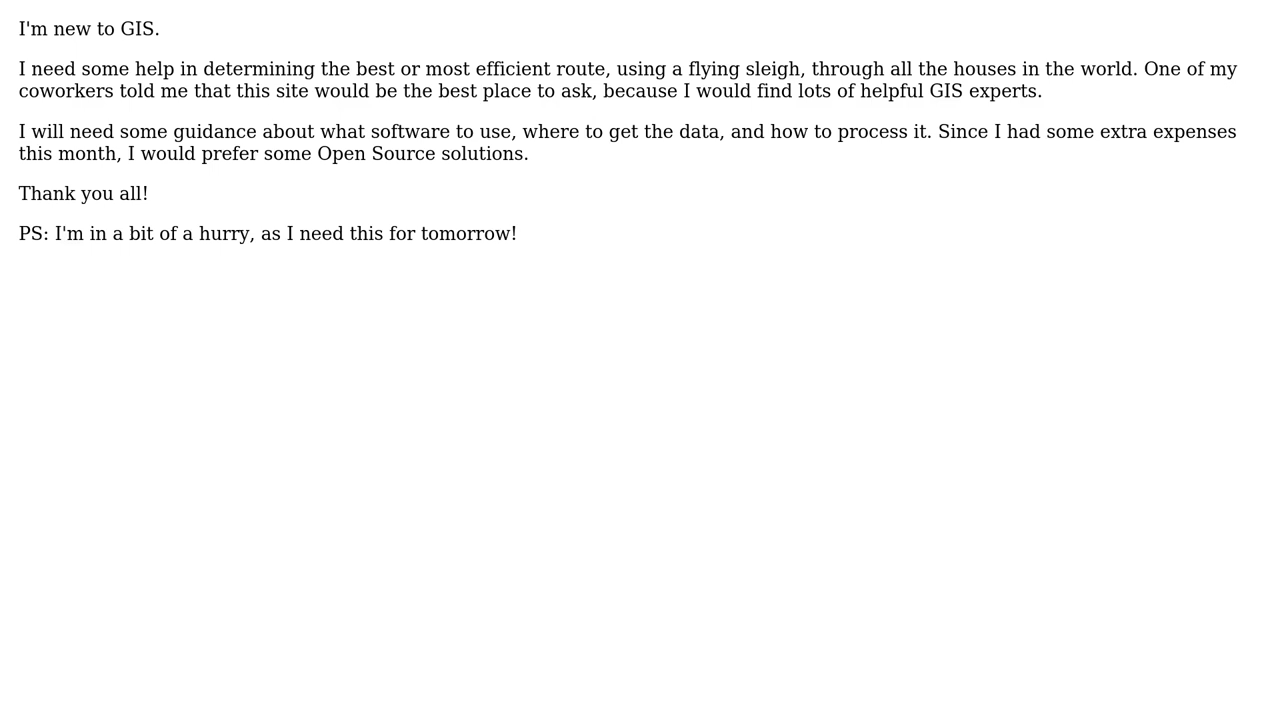 I'm new to GIS.
I need some help in determining the best or most efficient route, using a flying sleigh, through all the houses in the world. One of my
coworkers told me that this site would be the best place to ask, because I would find lots of helpful GIS experts.
I will need some guidance about what software to use, where to get the data, and how to process it. Since I had some extra expenses
this month, I would prefer some Open Source solutions.
Thank you all!
PS: I'm in a bit of a hurry, as I need this for tomorrow!